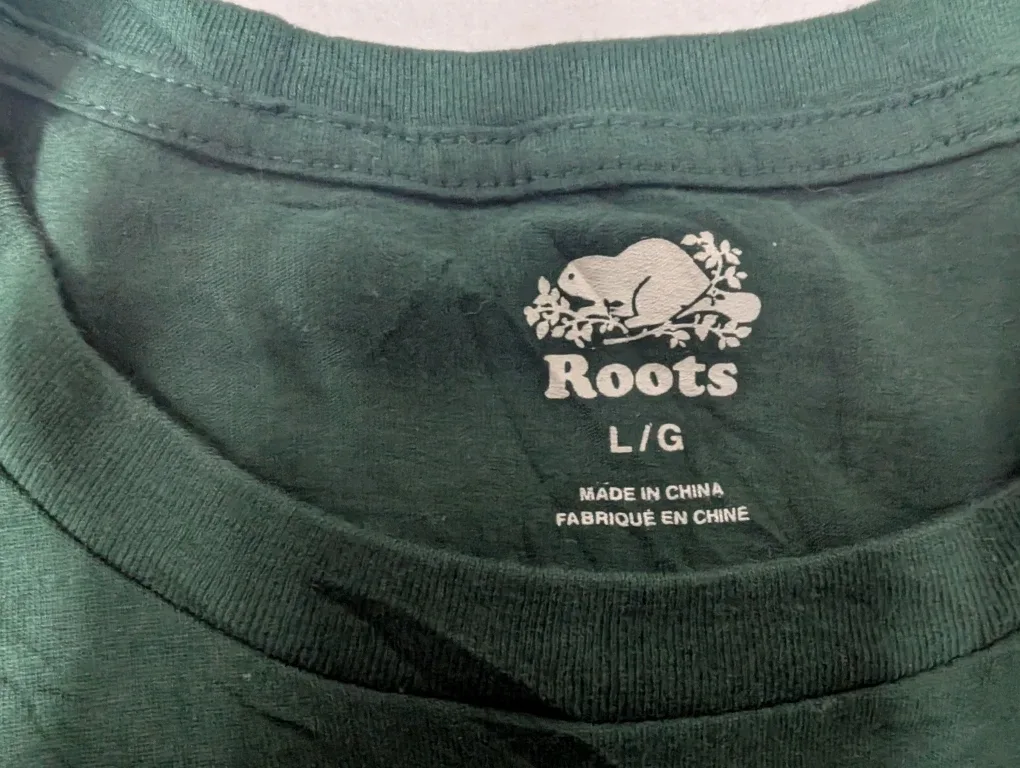 Roots
L/G
MADE IN CHINA
FABRIQUÉ EN CHINE